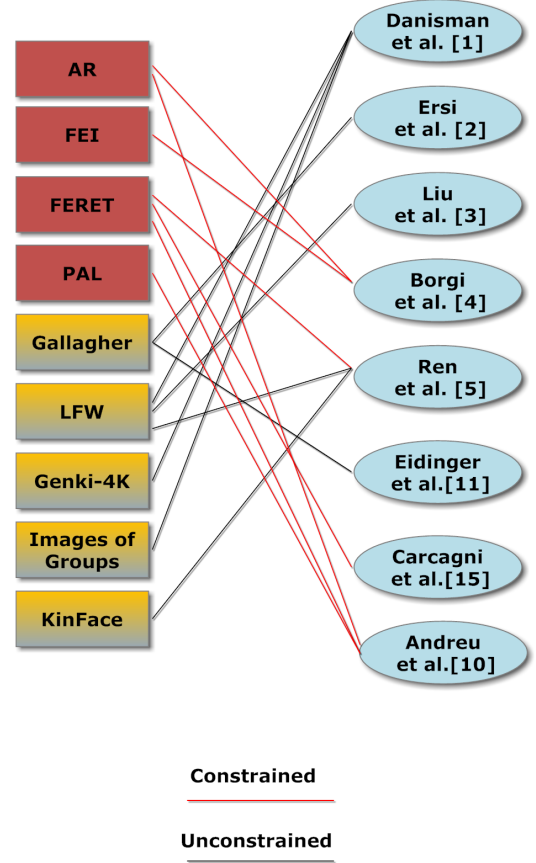 AR
FEI
FERET
PAL
Gallagher
LFW
Genki-4K
Images of
Groups
KinFace
Danisman
et al. [1]
Ersi
et al. [2]
Liu
et al. [3]
Borgi
et al. [4]
Ren
et al. [5]
Eidinger
et al.[11]
Carcagni
et al.[15]
Andreu
et al.[10]
Constrained
Unconstrained